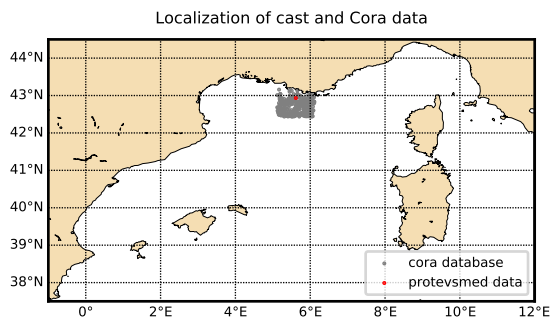 Localization of cast and Cora data
44°N
43°N
42°N
41°N
40°N
39°N
38°N
cora database
protevsmed data
0°
2°E
4°E
6°E
8°E
10°E
12°E